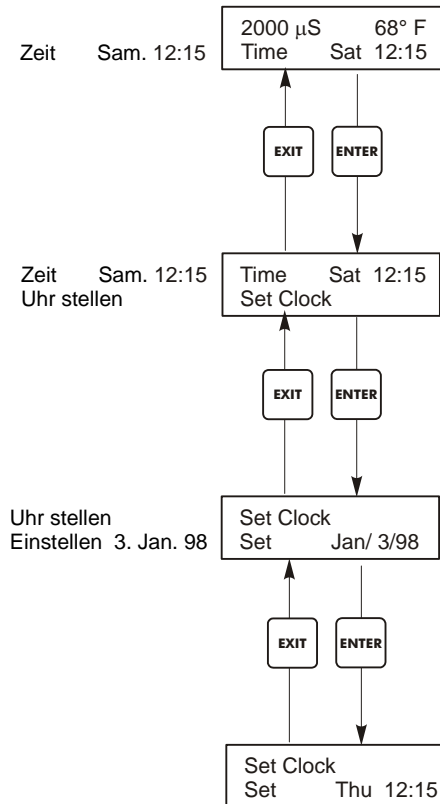 2000 µS 68° F
Zeit Sam. 12:15 Time Sat 12:15
EXIT ENTER
Zeit Sam. 12:15 Time Sat 12:15
Uhr stellen Set Clock
EXIT ENTER
Uhr stellen Set Clock
Einstellen 3. Jan. 98 Set Jan/ 3/98
EXIT ENTER
Set Clock
Set Thu 12:15